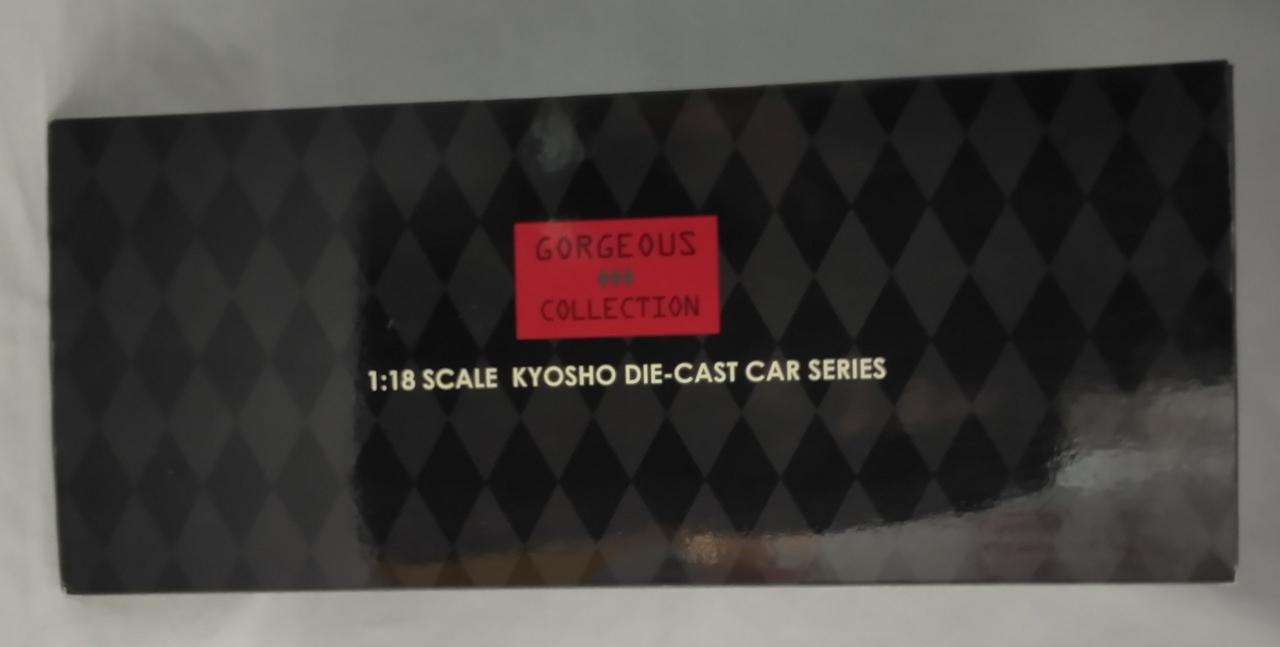 GORGEOUS
COLLECTION
1:18 SCALE KYOSHO DIE-CAST CAR SERIES